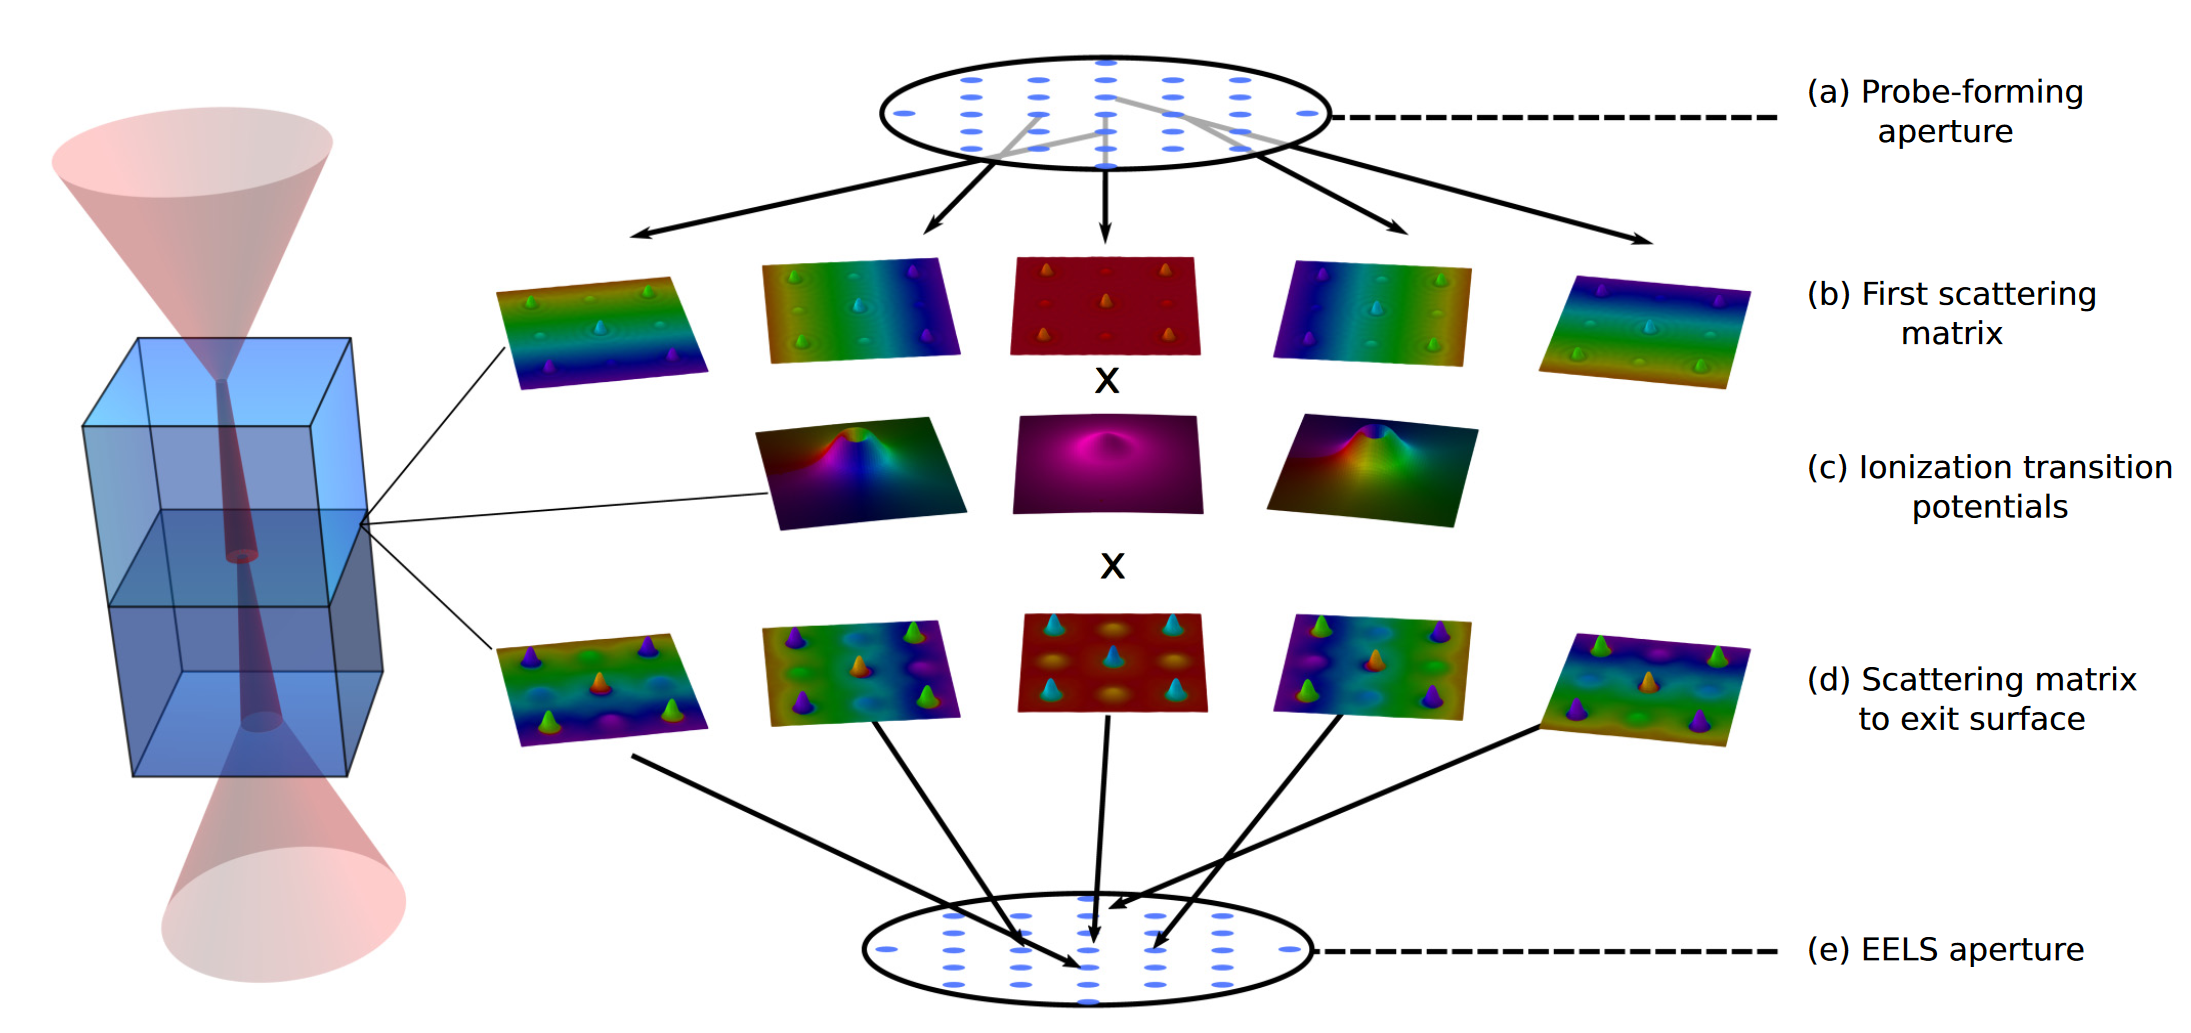 (a) Probe-forming
aperture
(b) First scattering
matrix
X
(c) Ionization transition
potentials
X
(d) Scattering matrix
to exit surface
(e) EELS aperture